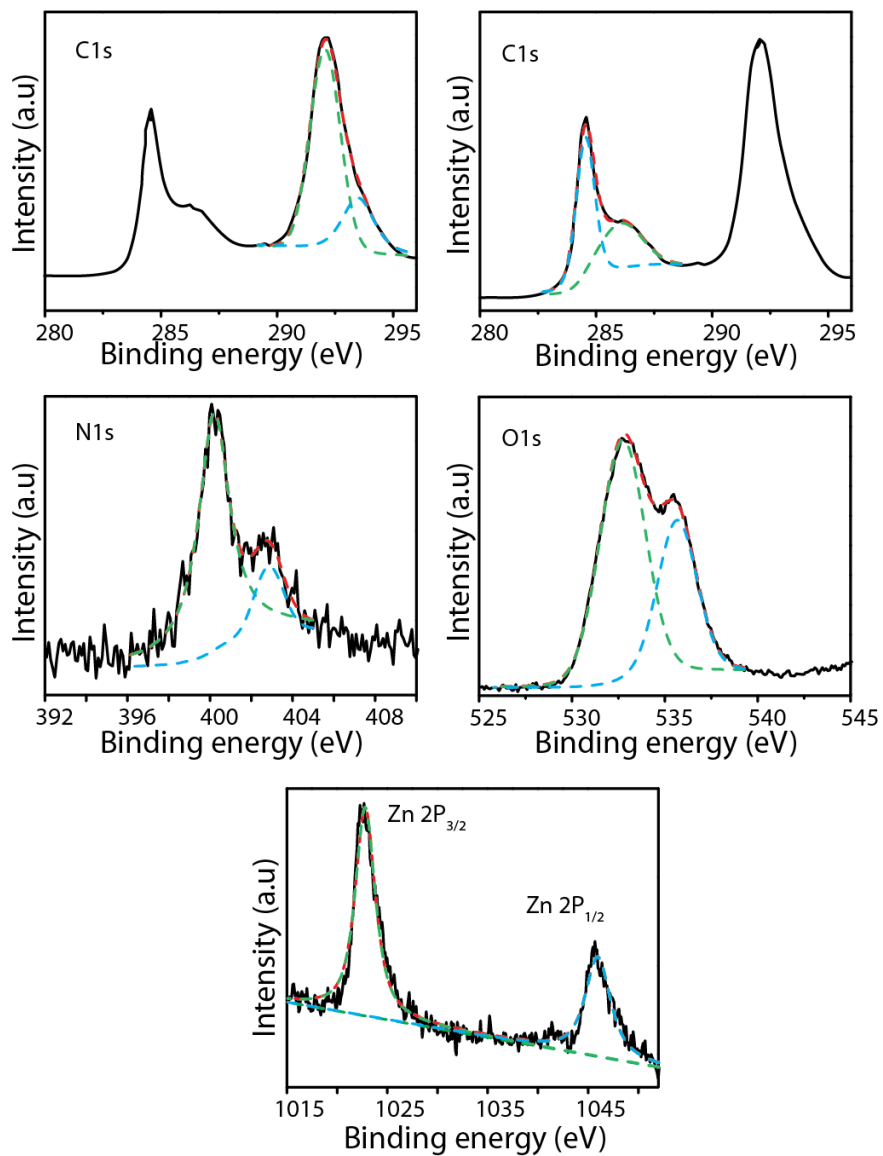 C1s
Intensity (a.u)
280 285 290 295
Binding energy (eV)
C1s
Intensity (a.u)
280 285 290 295
Binding energy (eV)
N1s
Intensity (a.u)
392 396 400 404 408
Binding energy (eV)
O1s
Intensity (a.u)
525 530 535 540 545
Binding energy (eV)
Zn 2P3/2
Zn 2P1/2
Intensity (a.u)
1015 1025 1035 1045
Binding energy (eV)